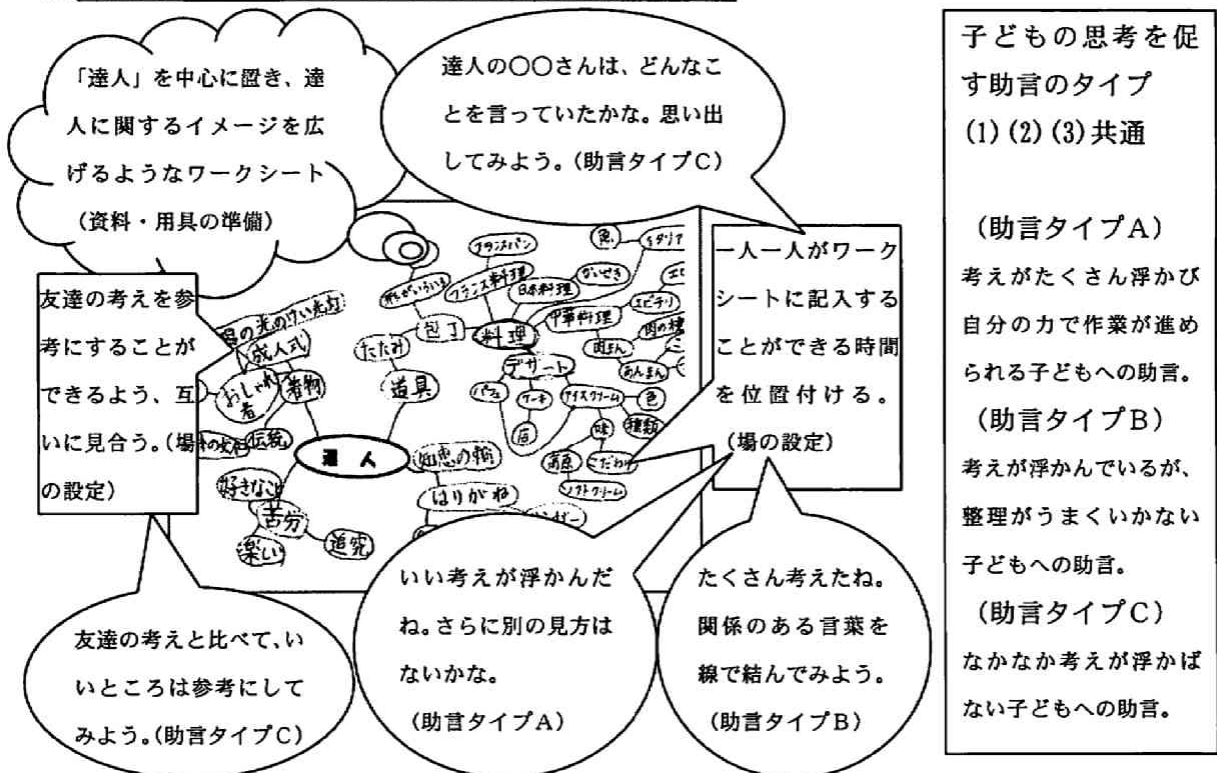 「達人」を中心に置き、達
人に関するイメージを広
げるようなワークシート
(資料・用具の準備)
達人の〇〇さんは、どんなこ
とを言っていたかな。思い出
してみよう。(助言タイプC)
友達の考えを参
考にすることが
できるよう、互
いに見合う。(場
の設定)
一人一人がワーク
シートに記入する
ことができる時間
を位置付ける。
(場の設定)
達人
道具
たたみ
包丁
形がいろいろ
料理
フランス料理
フランスパン
日本料理
かいせき
中華料理
エビチリ
肉まん
あんまん
魚
イタリア
デザート
パフェ
ケーキ
店
アイスクリーム
色
種類
味
こだわり
高原
ソフトクリーム
知恵の輪
はりがね
着物
成人式
おしゃれ者
伝統
好きなこと
苦労
楽しい
追究
友達の考えと比べて、い
いところは参考にして
みよう。(助言タイプC)
いい考えが浮かんだ
ね。さらに別の見方は
ないかな。
(助言タイプA)
たくさん考えたね。
関係のある言葉を
線で結んでみよう。
(助言タイプB)
子どもの思考を促
す助言のタイプ
(1)(2)(3)共通
(助言タイプA)
考えがたくさん浮かび
自分の力で作業が進め
られる子どもへの助言。
(助言タイプB)
考えが浮かんでいるが、
整理がうまくいかない
子どもへの助言。
(助言タイプC)
なかなか考えが浮かば
ない子どもへの助言。